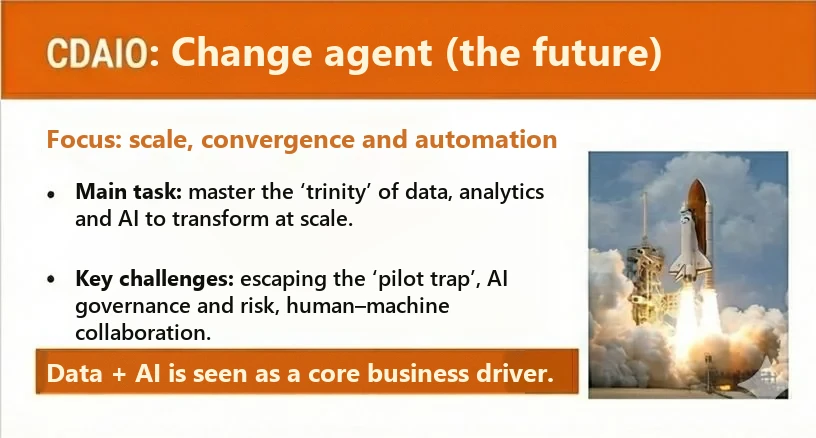 CDAIO: Change agent (the future)
Focus: scale, convergence and automation
• Main task: master the ‘trinity’ of data, analytics
and AI to transform at scale.
• Key challenges: escaping the ‘pilot trap’, AI
governance and risk, human–machine
collaboration.
Data + AI is seen as a core business driver.